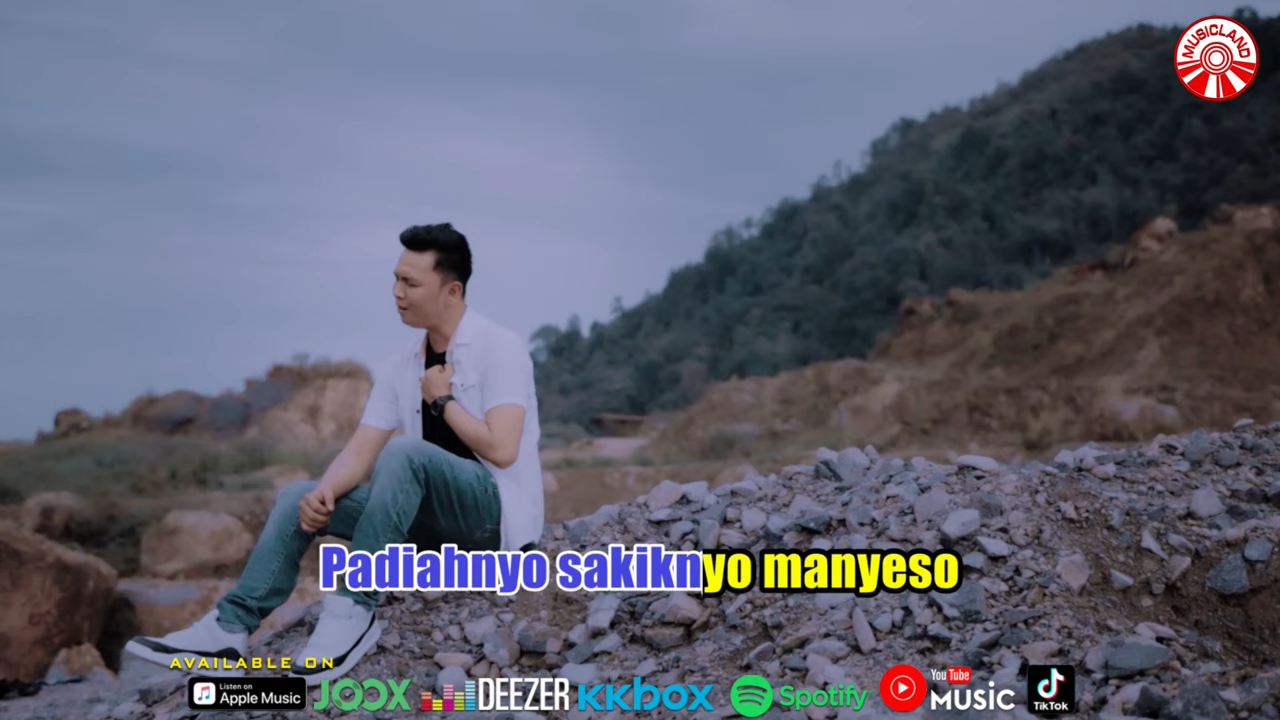 MUSICLAND
Padiahnyo sakiknyo manyeso
AVAILABLE ON
Listen on
Apple Music
JOOX
DEEZER
KKBOX
Spotify
YouTube
MUSIC
TikTok